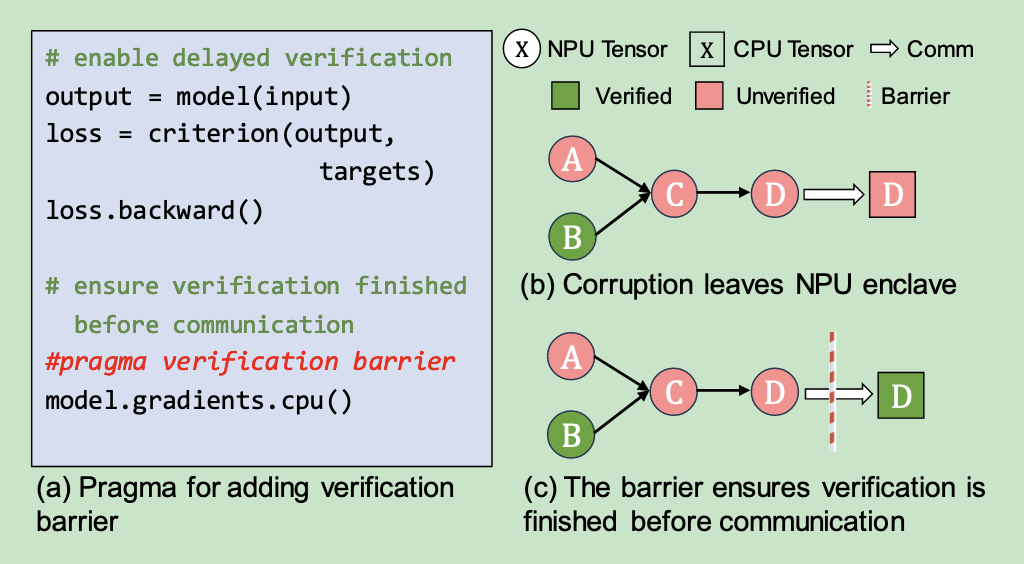 # enable delayed verification
output = model(input)
loss = criterion(output,
targets)
loss.backward()
# ensure verification finished
before communication
#pragma verification barrier
model.gradients.cpu()
(a) Pragma for adding verification
barrier
X NPU Tensor X CPU Tensor Comm
Verified Unverified Barrier
A
C D D
B
(b) Corruption leaves NPU enclave
A
C D D
B
(c) The barrier ensures verification is
finished before communication